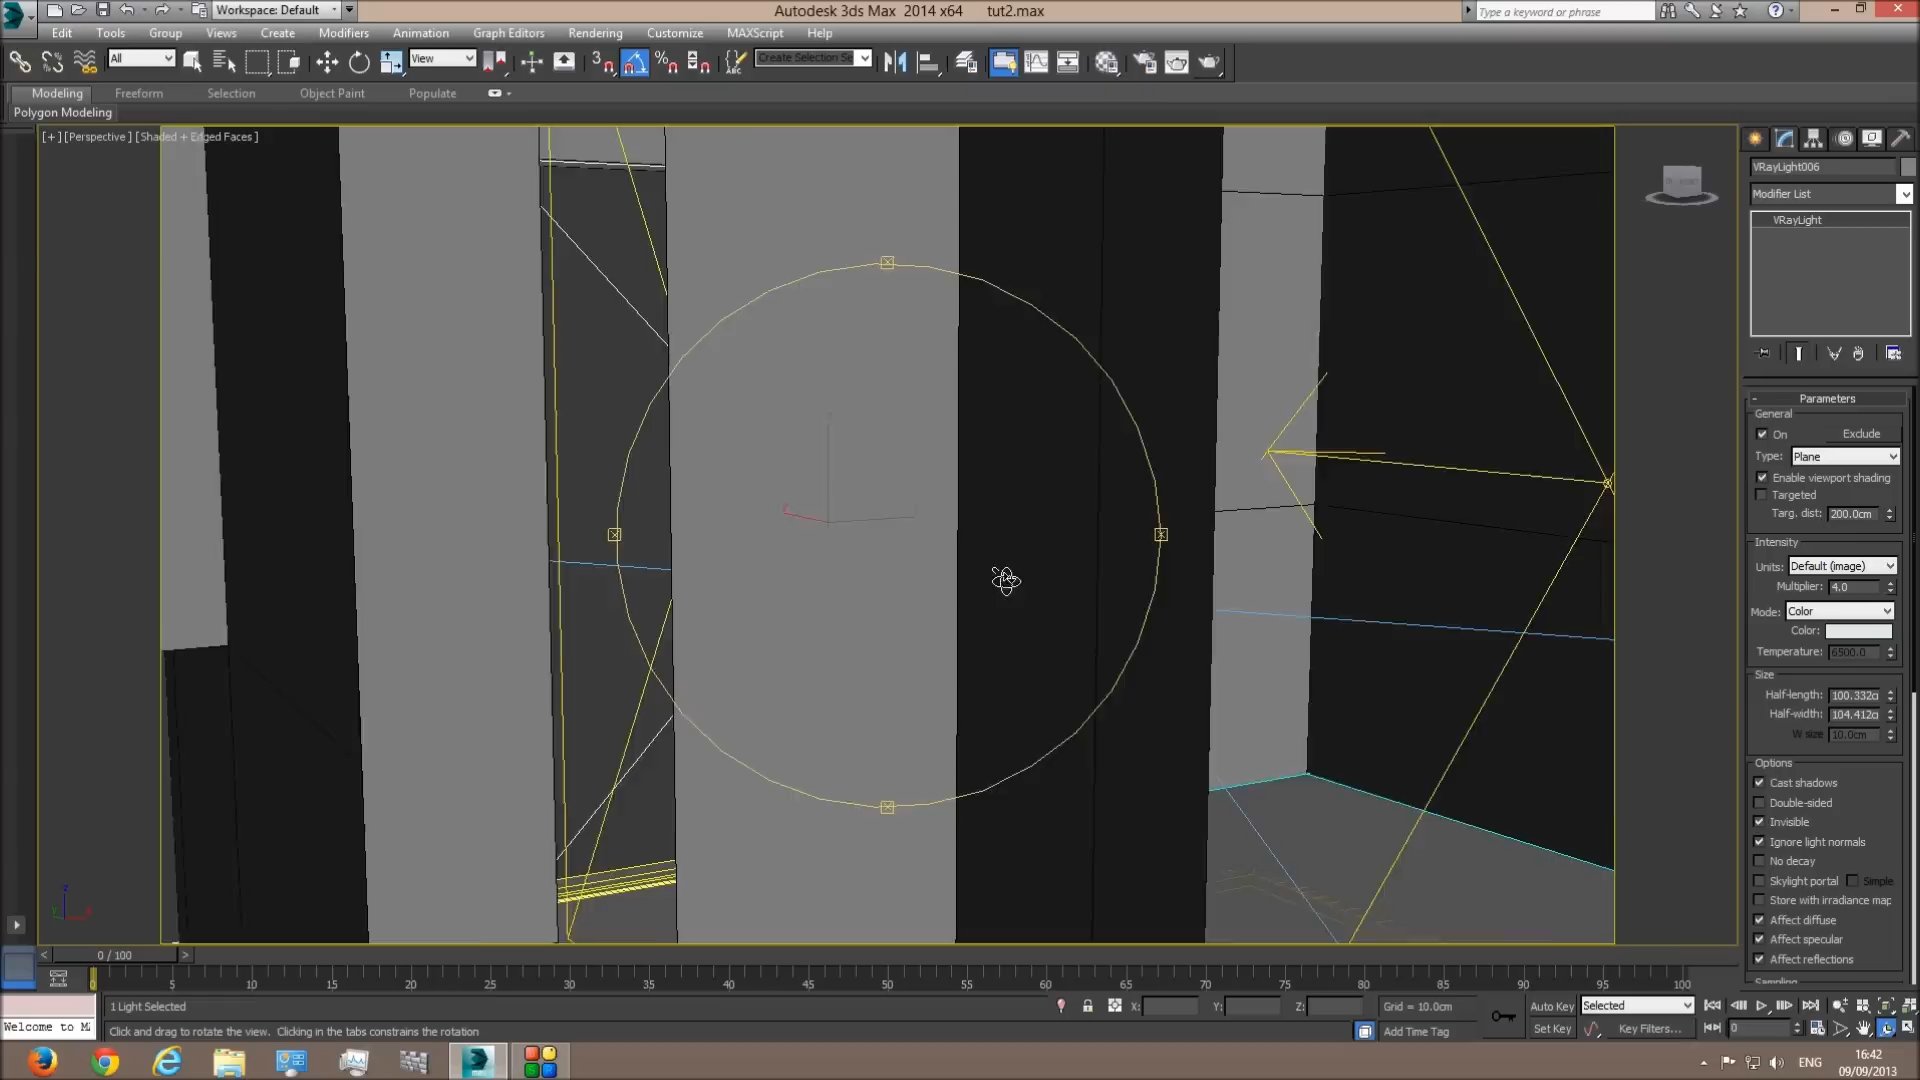 Workspace: Default
Autodesk 3ds Max 2014 x64 tut2.max
Type a keyword or phrase
Edit Tools Group Views Create Modifiers Animation Graph Editors Rendering Customize MAXScript Help
All
View
3
%
ABC
Create Selection Se
Modeling Freeform Selection Object Paint Populate
Polygon Modeling
[+] [Perspective ] [Shaded + Edged Faces ]
VRayLight006
Modifier List
VRayLight
- Parameters
General
On Exclude
Type: Plane
Enable viewport shading
Targeted
Targ. dist: 200.0cm
Intensity
Units: Default (image)
Multiplier: 4.0
Mode: Color
Color:
Temperature: 6500.0
Size
Half-length: 100.332c
Half-width: 104.412c
W size 10.0cm
Options
Cast shadows
Double-sided
Invisible
Ignore light normals
No decay
Skylight portal Simple
Store with irradiance map
Affect diffuse
Affect specular
Affect reflections
< 0 / 100 >
0 5 10 15 20 25 30 35 40 45 50 55 60 65 70 75 80 85 90 95 100
1 Light Selected X: Y: Z: Grid = 10.0cm Auto Key Selected
Welcome to M
Click and drag to rotate the view. Clicking in the tabs constrains the rotation
Add Time Tag Set Key Key Filters... 0
ENG
16:42
09/09/2013